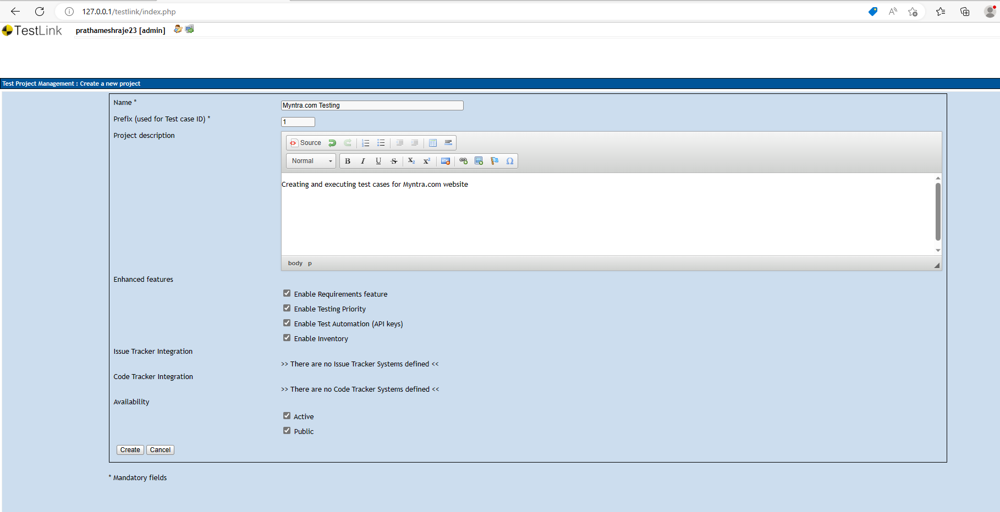 127.0.0.1/testlink/index.php
TestLink prathameshraje23 [admin]
Test Project Management : Create a new project
Name * Myntra.com Testing
Prefix (used for Test case ID) * 1
Project description
Source
Normal B I U S X2 X2 Ω
Creating and executing test cases for Myntra.com website
body p
Enhanced features
Enable Requirements feature
Enable Testing Priority
Enable Test Automation (API keys)
Enable Inventory
Issue Tracker Integration
>> There are no Issue Tracker Systems defined <<
Code Tracker Integration
>> There are no Code Tracker Systems defined <<
Availability
Active
Public
Create Cancel
* Mandatory fields